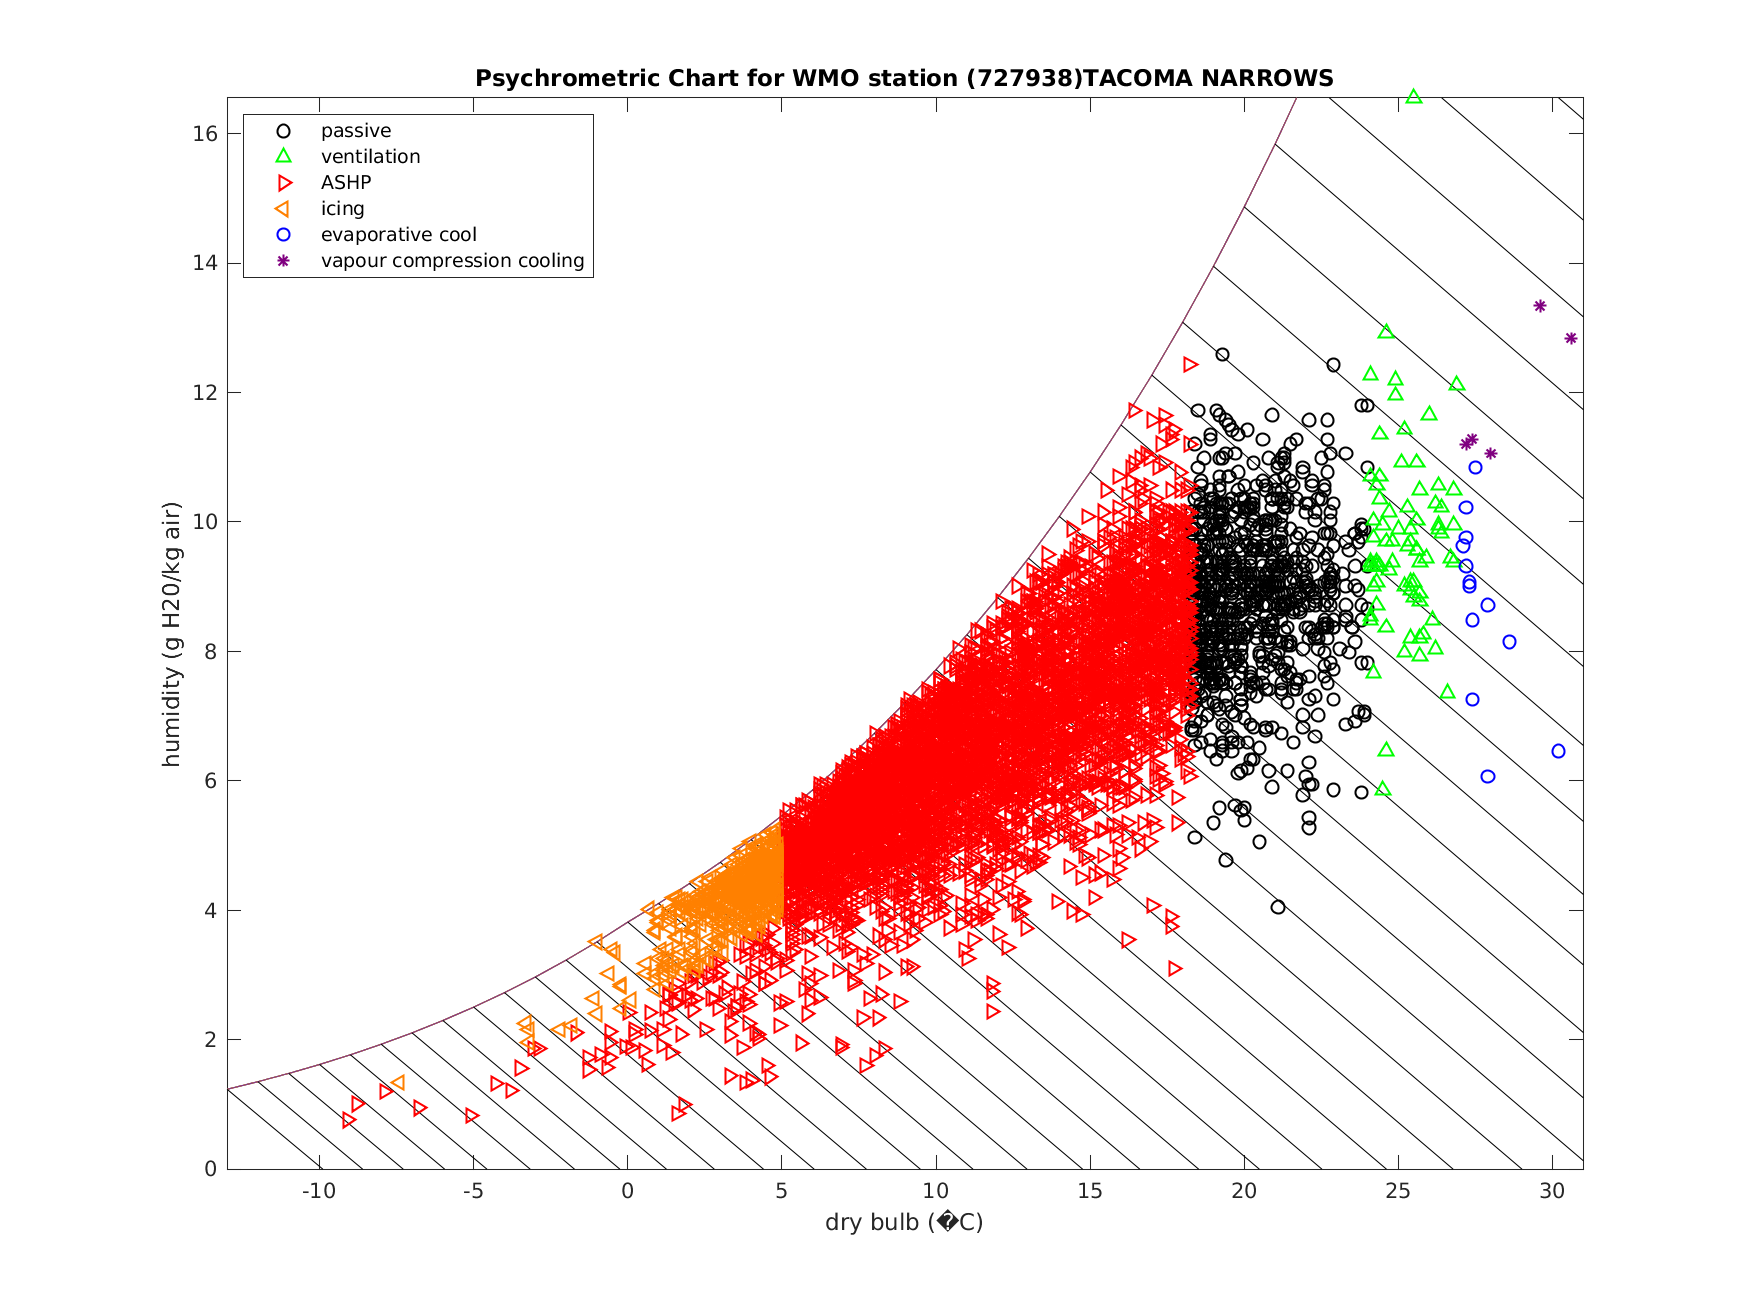 Psychrometric Chart for WMO station (727938)TACOMA NARROWS
passive
ventilation
ASHP
icing
evaporative cool
vapour compression cooling
humidity (g H20/kg air)
16
14
12
10
8
6
4
2
0
-10 -5 0 5 10 15 20 25 30
dry bulb (�C)